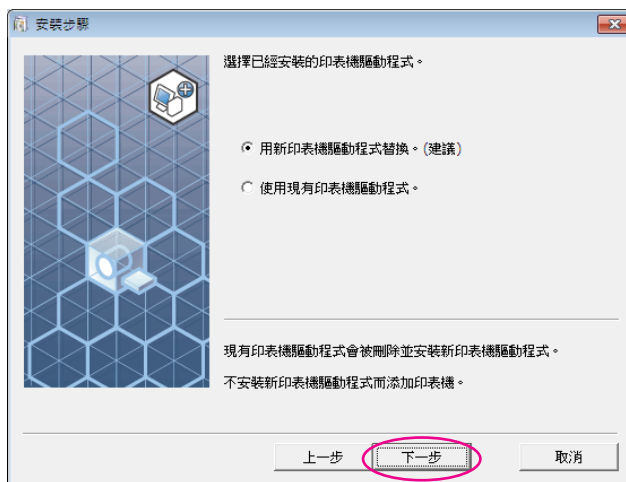 安裝步驟
選擇已經安裝的印表機驅動程式。
用新印表機驅動程式替換。(建議)
使用現有印表機驅動程式。
現有印表機驅動程式會被刪除並安裝新印表機驅動程式。
不安裝新印表機驅動程式而添加印表機。
上一步 下一步 取消